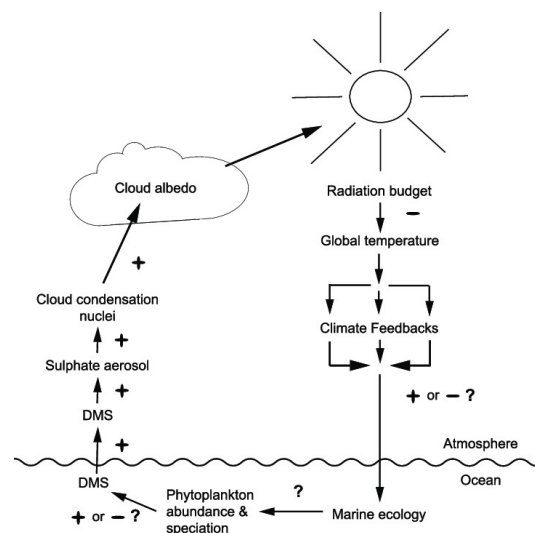 Cloud albedo
Radiation budget
−
Global temperature
+
Cloud condensation
nuclei
Climate Feedbacks
+
Sulphate aerosol
+
+ or − ?
DMS
+
Atmosphere
DMS
Ocean
Phytoplankton
abundance &
speciation
?
+ or − ?
Marine ecology